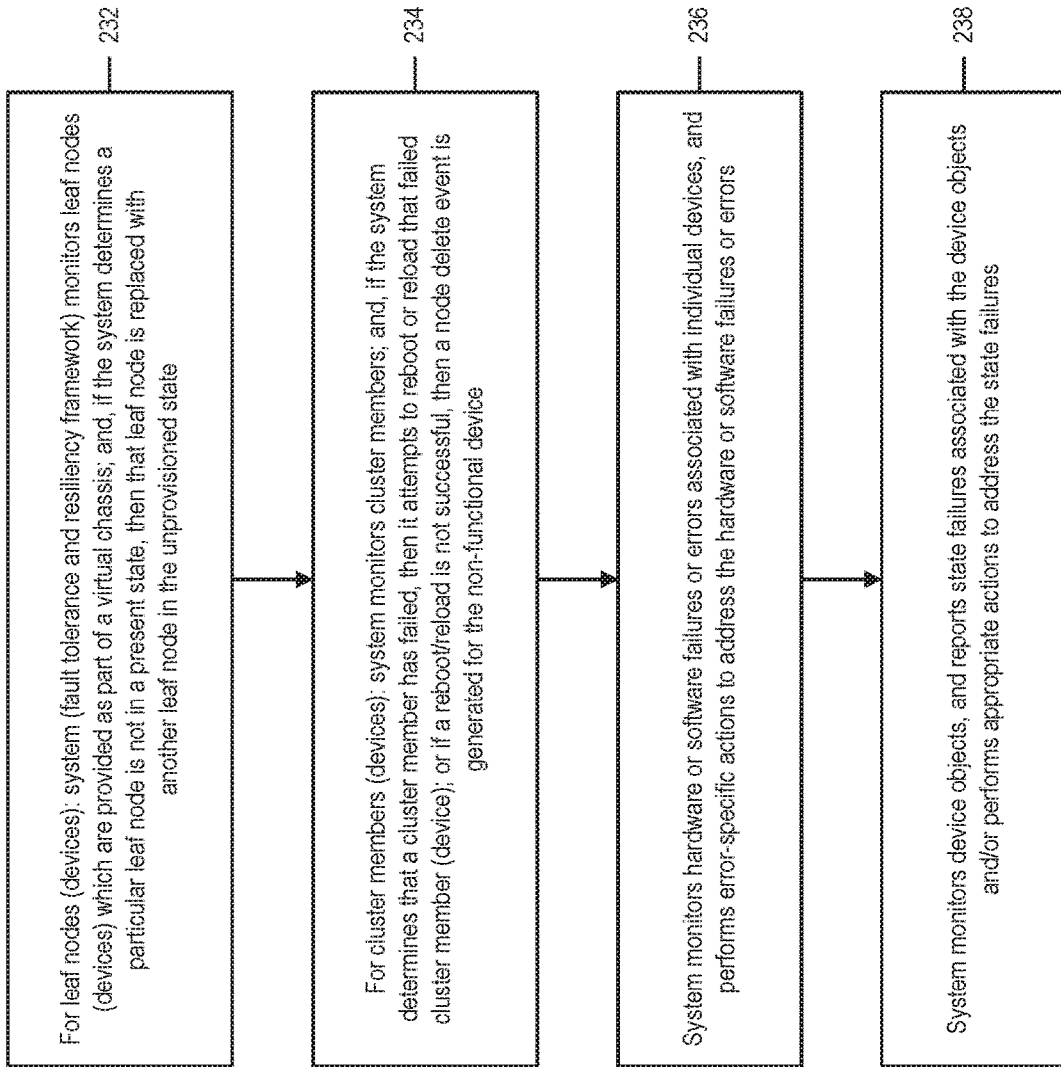 For leaf nodes (devices): system (fault tolerance and resiliency framework) monitors leaf nodes
(devices) which are provided as part of a virtual chassis; and, if the system determines a
particular leaf node is not in a present state, then that leaf node is replaced with
another leaf node in the unprovisioned state
232
For cluster members (devices): system monitors cluster members; and, if the system
determines that a cluster member has failed, then it attempts to reboot or reload that failed
cluster member (device); or if a reboot/reload is not successful, then a node delete event is
generated for the non-functional device
234
System monitors hardware or software failures or errors associated with individual devices, and
performs error-specific actions to address the hardware or software failures or errors
236
System monitors device objects, and reports state failures associated with the device objects
and/or performs appropriate actions to address the state failures
238